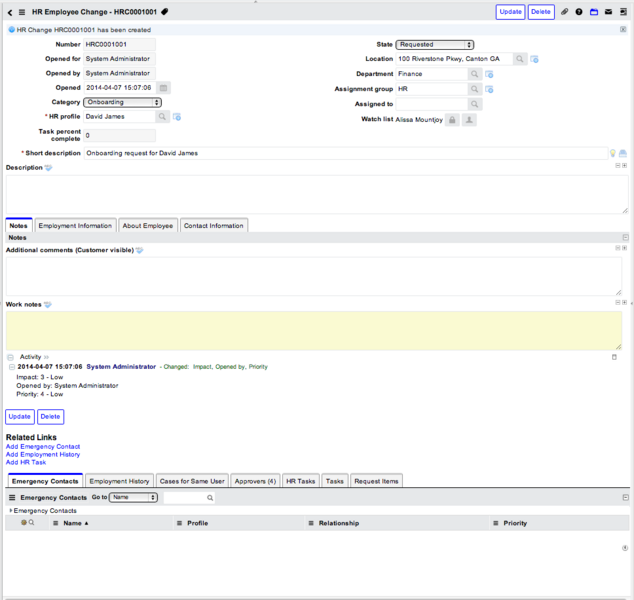 HR Employee Change - HRC0001001 Update Delete
HR Change HRC0001001 has been created
Number HRC0001001 State Requested
Opened for System Administrator Location 100 Riverstone Pkwy, Canton GA
Opened by System Administrator Department Finance
Opened 2014-04-07 15:07:06 Assignment group HR
Category Onboarding Assigned to
* HR profile David James Watch list Alissa Mountjoy
Task percent
complete 0
* Short description Onboarding request for David James
Description
Notes Employment Information About Employee Contact Information
Notes
Additional comments (Customer visible)
Work notes
Activity
2014-04-07 15:07:06 System Administrator - Changed: Impact, Opened by, Priority
Impact: 3 - Low
Opened by: System Administrator
Priority: 4 - Low
Update Delete
Related Links
Add Emergency Contact
Add Employment History
Add HR Task
Emergency Contacts Employment History Cases for Same User Approvers (4) HR Tasks Tasks Request Items
Emergency Contacts Go to Name
Emergency Contacts
Name Profile Relationship Priority